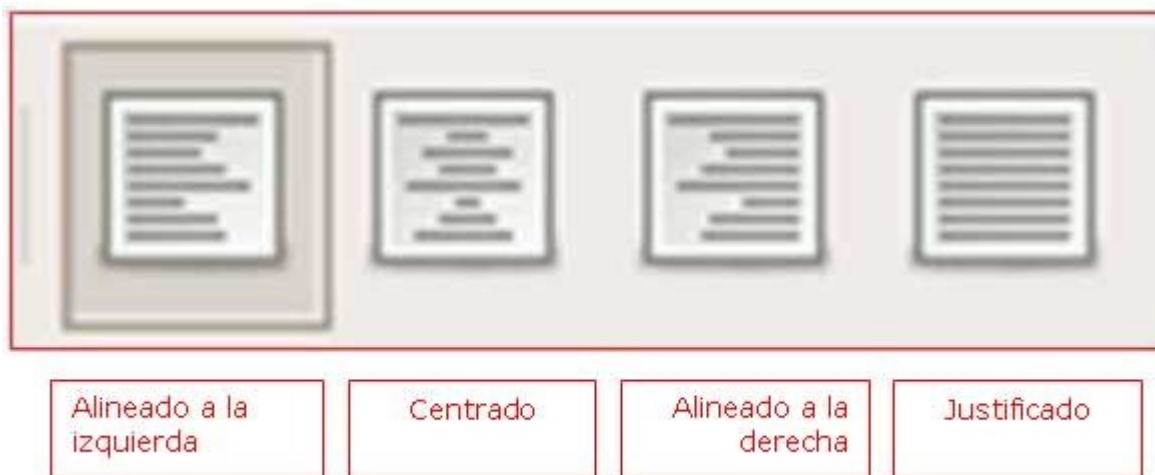 Alineado a la
izquierda
Centrado
Alineado a la
derecha
Justificado